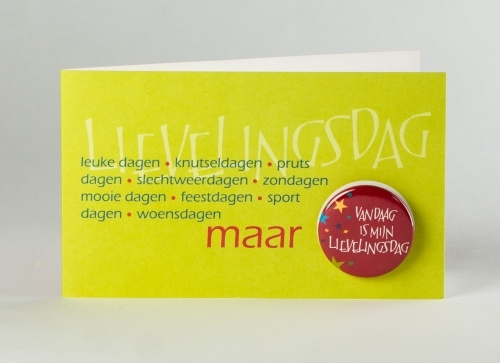 LIEVELINGSDAG
leuke dagen • knutseldagen • pruts
dagen • slechtweerdagen • zondagen
mooie dagen • feestdagen • sport
dagen • woensdagen
maar
VANDAAG
IS MIJN
LIEVELINGSDAG